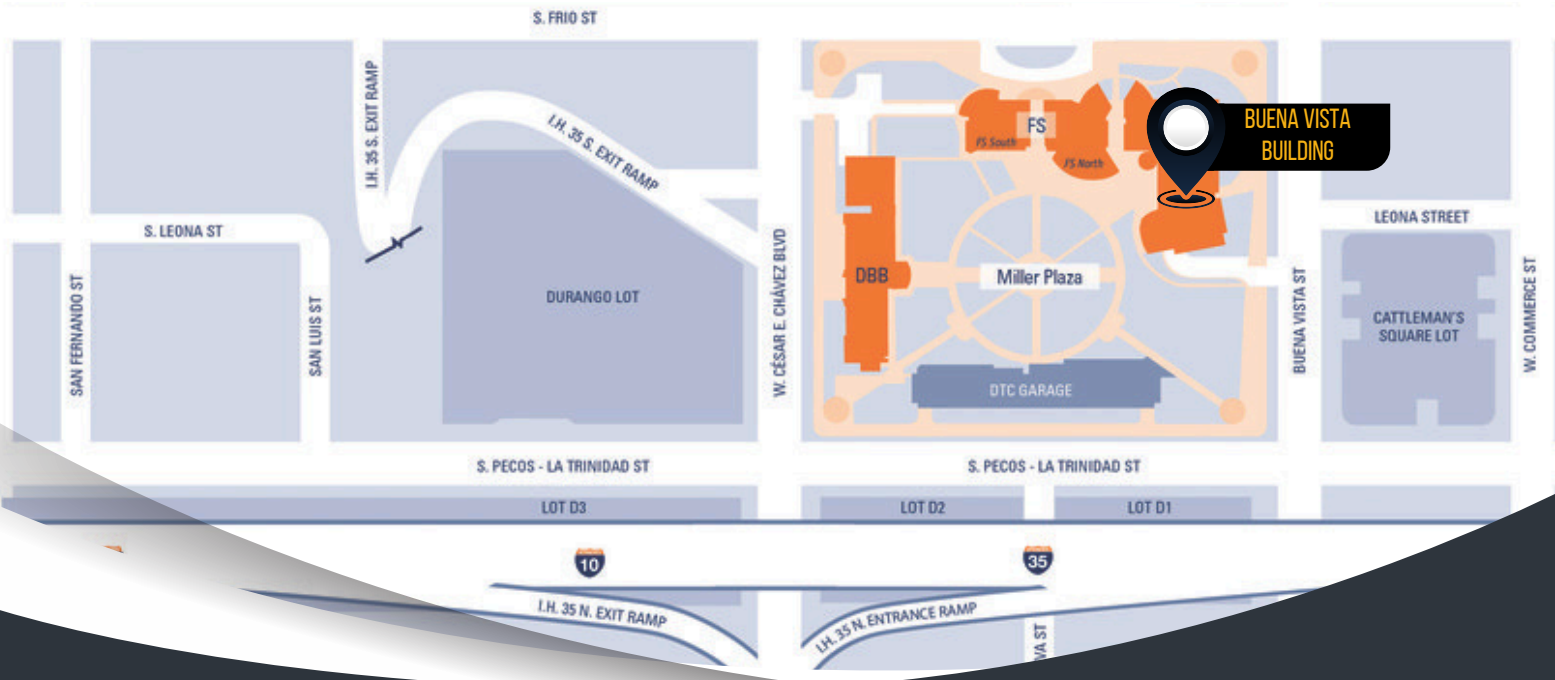 S. FRIO ST
I.H. 35 S. EXIT RAMP
I.H. 35 S. EXIT RAMP
FS
FS South
FS North
BUENA VISTA
BUILDING
S. LEONA ST
LEONA STREET
SAN FERNANDO ST
SAN LUIS ST
N
DURANGO LOT
W. CÉSAR E. CHÁVEZ BLVD
DBB
Miller Plaza
BUENA VISTA ST
CATTLEMAN'S
SQUARE LOT
W. COMMERCE ST
DTC GARAGE
S. PECOS - LA TRINIDAD ST
S. PECOS - LA TRINIDAD ST
LOT D3
LOT D2
LOT D1
10
35
I.H. 35 N. EXIT RAMP
I.H. 35 N. ENTRANCE RAMP
VA ST